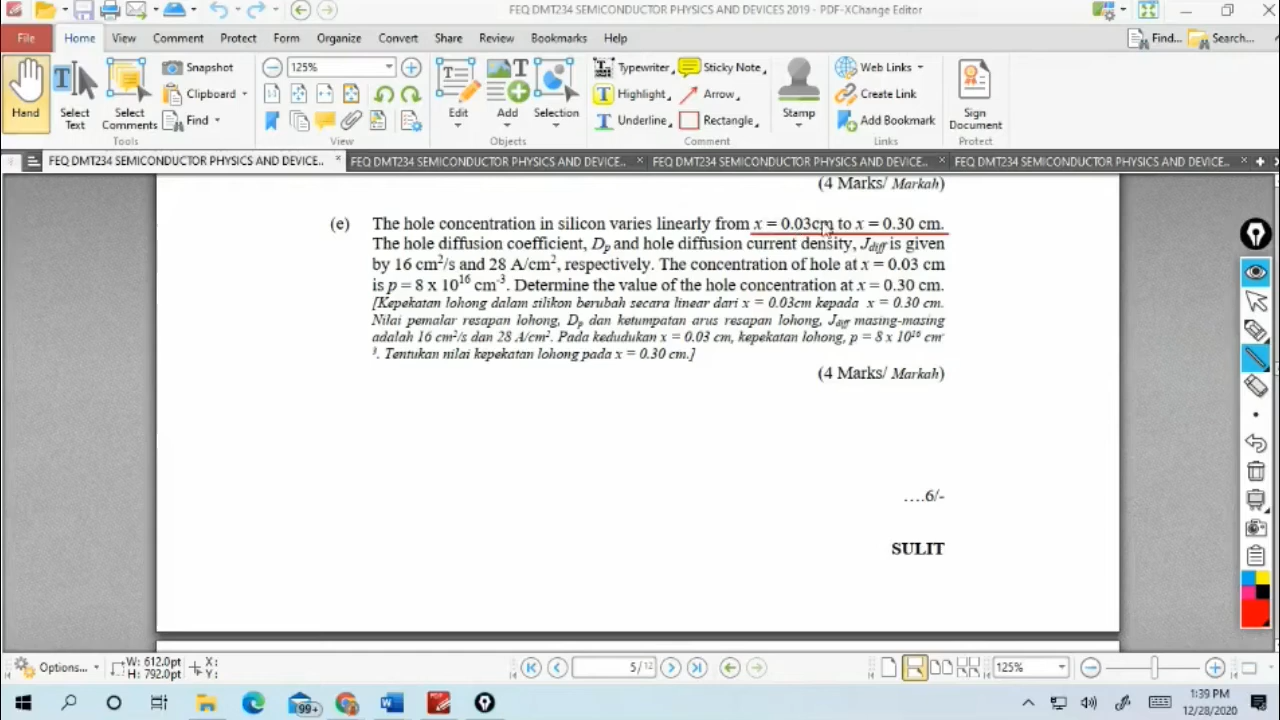 FEQ DMT234 SEMICONDUCTOR PHYSICS AND DEVICES 2019 - PDF-XChange Editor
File Home View Comment Protect Form Organize Convert Share Review Bookmarks Help Find... Search...
Hand
Select Text
Select Comments
Snapshot
Clipboard
Find
Tools
125%
View
Edit
Add
Selection
Objects
Typewriter
Highlight
Underline
Sticky Note
Arrow
Rectangle
Stamp
Comment
Web Links
Create Link
Add Bookmark
Links
Sign Document
Protect
FEQ DMT234 SEMICONDUCTOR PHYSICS AND DEVICE.. × FEQ DMT234 SEMICONDUCTOR PHYSICS AND DEVICE... × FEQ DMT234 SEMICONDUCTOR PHYSICS AND DEVICE... × FEQ DMT234 SEMICONDUCTOR PHYSICS AND DEVICE... ×
(4 Marks/ Markah)
(e) The hole concentration in silicon varies linearly from x = 0.03cm to x = 0.30 cm.
The hole diffusion coefficient, Dp and hole diffusion current density, Jdiff is given
by 16 cm²/s and 28 A/cm², respectively. The concentration of hole at x = 0.03 cm
is p = 8 x 10¹⁶ cm⁻³. Determine the value of the hole concentration at x = 0.30 cm.
[Kepekatan lohong dalam silikon berubah secara linear dari x = 0.03cm kepada x = 0.30 cm.
Nilai pemalar resapan lohong, Dp dan ketumpatan arus resapan lohong, Jdiff masing-masing
adalah 16 cm²/s dan 28 A/cm². Pada kedudukan x = 0.03 cm, kepekatan lohong, p = 8 x 10¹⁶ cm⁻
³. Tentukan nilai kepekatan lohong pada x = 0.30 cm.]
(4 Marks/ Markah)
....6/-
SULIT
Options... W: 612.0pt H: 792.0pt X: Y: 5 / 12 125%
99+
1:39 PM
12/28/2020